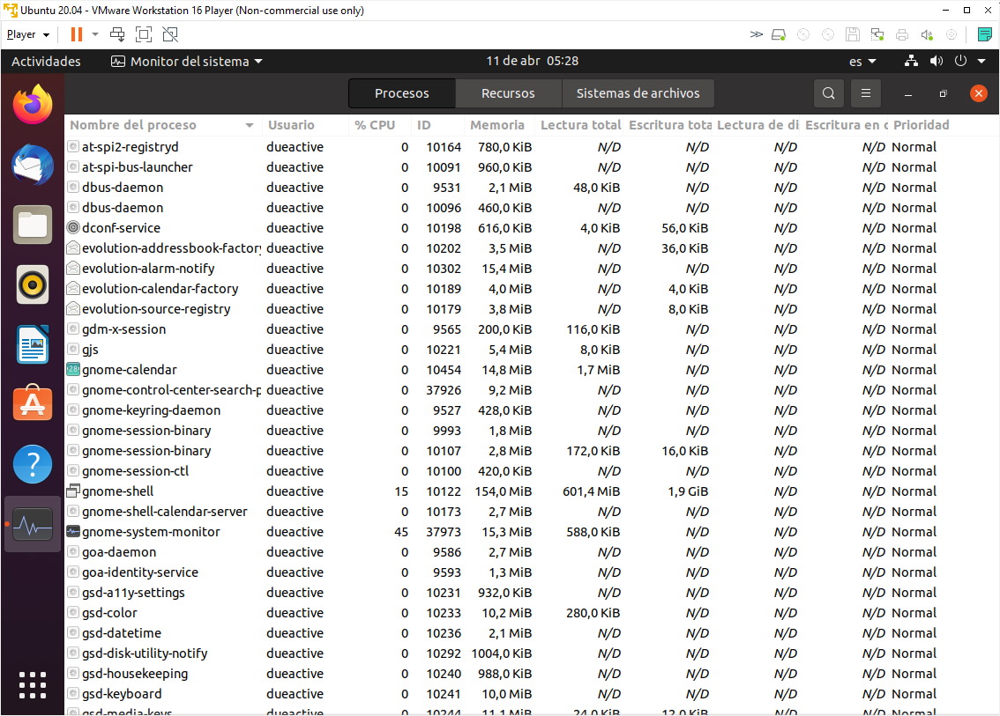 Ubuntu 20.04 - VMware Workstation 16 Player (Non-commercial use only)
Player
Actividades Monitor del sistema 11 de abr 05:28 es
Procesos Recursos Sistemas de archivos
Nombre del proceso Usuario % CPU ID Memoria Lectura total Escritura tota Lectura de di Escritura en Prioridad
at-spi2-registryd dueactive 0 10164 780,0 KiB N/D N/D N/D N/D Normal
at-spi-bus-launcher dueactive 0 10091 960,0 KiB N/D N/D N/D N/D Normal
dbus-daemon dueactive 0 9531 2,1 MiB 48,0 KiB N/D N/D N/D Normal
dbus-daemon dueactive 0 10096 460,0 KiB N/D N/D N/D N/D Normal
dconf-service dueactive 0 10198 616,0 KiB 4,0 KiB 56,0 KiB N/D N/D Normal
evolution-addressbook-factory dueactive 0 10202 3,5 MiB N/D 36,0 KiB N/D N/D Normal
evolution-alarm-notify dueactive 0 10302 15,4 MiB N/D N/D N/D N/D Normal
evolution-calendar-factory dueactive 0 10189 4,0 MiB N/D 4,0 KiB N/D N/D Normal
evolution-source-registry dueactive 0 10179 3,8 MiB N/D 8,0 KiB N/D N/D Normal
gdm-x-session dueactive 0 9565 200,0 KiB 116,0 KiB N/D N/D N/D Normal
gjs dueactive 0 10221 5,4 MiB 8,0 KiB N/D N/D N/D Normal
28 gnome-calendar dueactive 0 10454 14,8 MiB 1,7 MiB N/D N/D N/D Normal
gnome-control-center-search-p dueactive 0 37926 9,2 MiB N/D N/D N/D N/D Normal
gnome-keyring-daemon dueactive 0 9527 428,0 KiB N/D N/D N/D N/D Normal
gnome-session-binary dueactive 0 9993 1,8 MiB N/D N/D N/D N/D Normal
gnome-session-binary dueactive 0 10107 2,8 MiB 172,0 KiB 16,0 KiB N/D N/D Normal
gnome-session-ctl dueactive 0 10100 420,0 KiB N/D N/D N/D N/D Normal
gnome-shell dueactive 15 10122 154,0 MiB 601,4 MiB 1,9 GiB N/D N/D Normal
gnome-shell-calendar-server dueactive 0 10173 2,7 MiB N/D N/D N/D N/D Normal
gnome-system-monitor dueactive 45 37973 15,3 MiB 588,0 KiB N/D N/D N/D Normal
goa-daemon dueactive 0 9586 2,7 MiB N/D N/D N/D N/D Normal
goa-identity-service dueactive 0 9593 1,3 MiB N/D N/D N/D N/D Normal
gsd-a11y-settings dueactive 0 10231 932,0 KiB N/D N/D N/D N/D Normal
gsd-color dueactive 0 10233 10,2 MiB 280,0 KiB N/D N/D N/D Normal
gsd-datetime dueactive 0 10236 2,1 MiB N/D N/D N/D N/D Normal
gsd-disk-utility-notify dueactive 0 10292 1004,0 KiB N/D N/D N/D N/D Normal
gsd-housekeeping dueactive 0 10240 988,0 KiB N/D N/D N/D N/D Normal
gsd-keyboard dueactive 0 10241 10,0 MiB N/D N/D N/D N/D Normal
gsd-media-keys dueactive 0 10244 11,1 MiB 24,0 KiB 12,0 KiB N/D N/D Normal